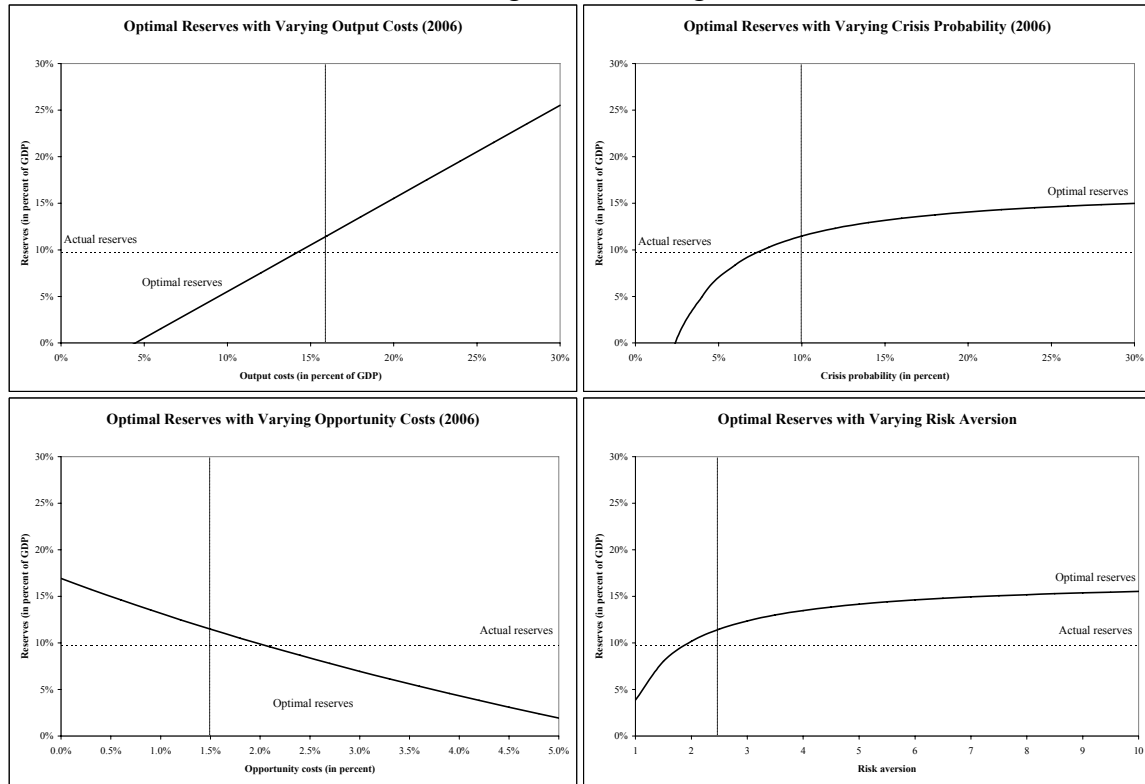 Optimal Reserves with Varying Output Costs (2006)
30%
25%
20%
15%
10%
5%
0%
Reserves (in percent of GDP)
Actual reserves
Optimal reserves
0% 5% 10% 15% 20% 25% 30%
Output costs (in percent of GDP)
Optimal Reserves with Varying Crisis Probability (2006)
30%
25%
20%
15%
10%
5%
0%
Reserves (in percent of GDP)
Optimal reserves
Actual reserves
0% 5% 10% 15% 20% 25% 30%
Crisis probability (in percent)
Optimal Reserves with Varying Opportunity Costs (2006)
30%
25%
20%
15%
10%
5%
0%
Reserves (in percent of GDP)
Actual reserves
Optimal reserves
0.0% 0.5% 1.0% 1.5% 2.0% 2.5% 3.0% 3.5% 4.0% 4.5% 5.0%
Opportunity costs (in percent)
Optimal Reserves with Varying Risk Aversion
30%
25%
20%
15%
10%
5%
0%
Reserves (in percent of GDP)
Optimal reserves
Actual reserves
1 2 3 4 5 6 7 8 9 10
Risk aversion